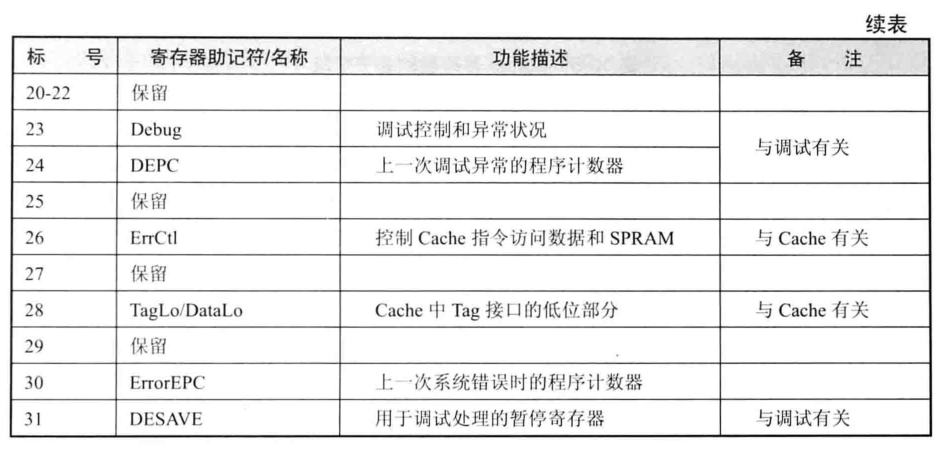 续表
标 号 寄存器助记符/名称 功能描述 备 注
20-22 保留
23 Debug 调试控制和异常状况 与调试有关
24 DEPC 上一次调试异常的程序计数器
25 保留
26 ErrCtl 控制 Cache 指令访问数据和 SPRAM 与 Cache 有关
27 保留
28 TagLo/DataLo Cache 中 Tag 接口的低位部分 与 Cache 有关
29 保留
30 ErrorEPC 上一次系统错误时的程序计数器
31 DESAVE 用于调试处理的暂停寄存器 与调试有关